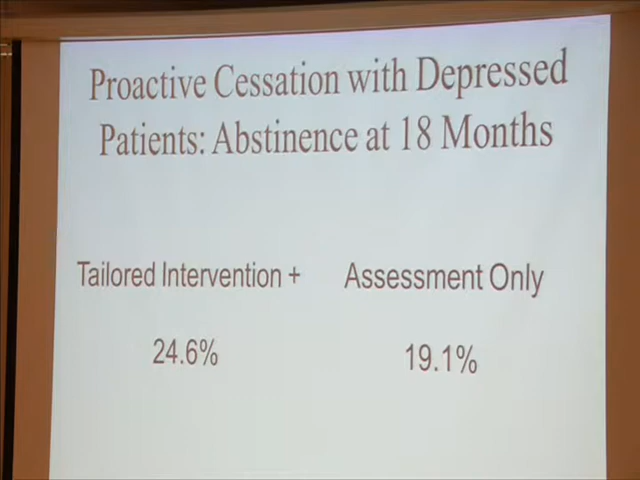 Proactive Cessation with Depressed
Patients: Abstinence at 18 Months
Tailored Intervention + Assessment Only
24.6% 19.1%